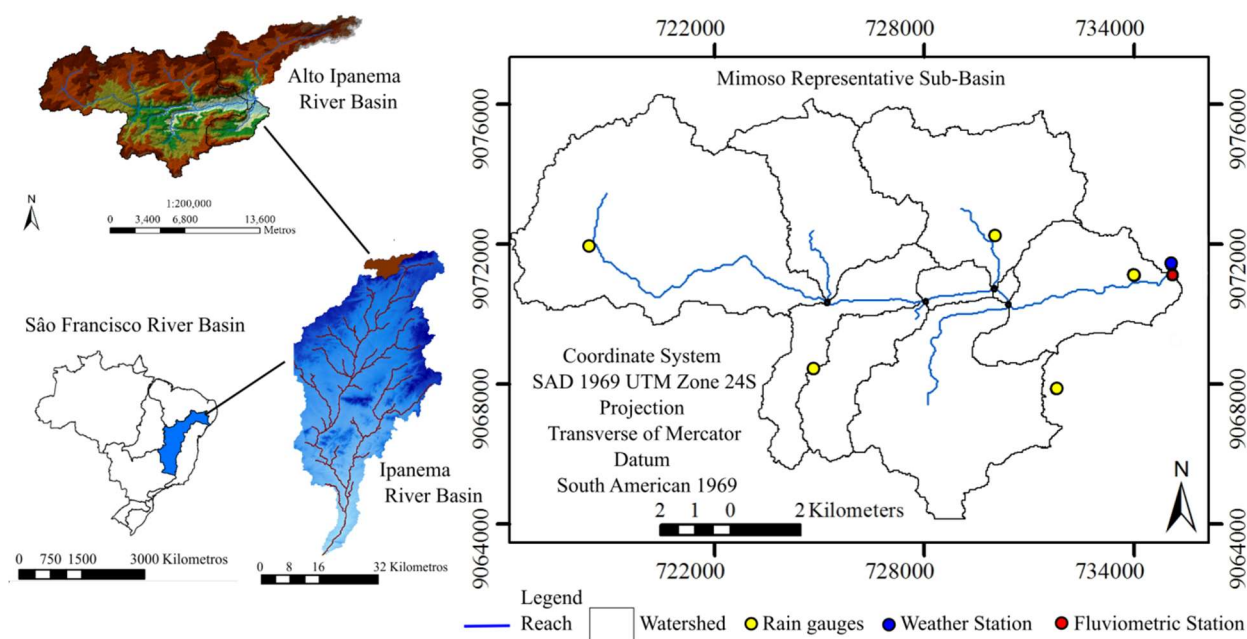 Alto Ipanema
River Basin
N
1:200,000
0 3,400 6,800 13,600
Metros
Sâo Francisco River Basin
0 750 1500 3000 Kilometros
Ipanema
River Basin
0 8 16 32 Kilometros
722000 728000 734000
Mimoso Representative Sub-Basin
9076000 9076000
9072000 9072000
9068000 9068000
9064000 9064000
Coordinate System
SAD 1969 UTM Zone 24S
Projection
Transverse of Mercator
Datum
South American 1969
2 1 0 2 Kilometers
N
722000 728000 734000
Legend
Reach Watershed Rain gauges Weather Station Fluviometric Station